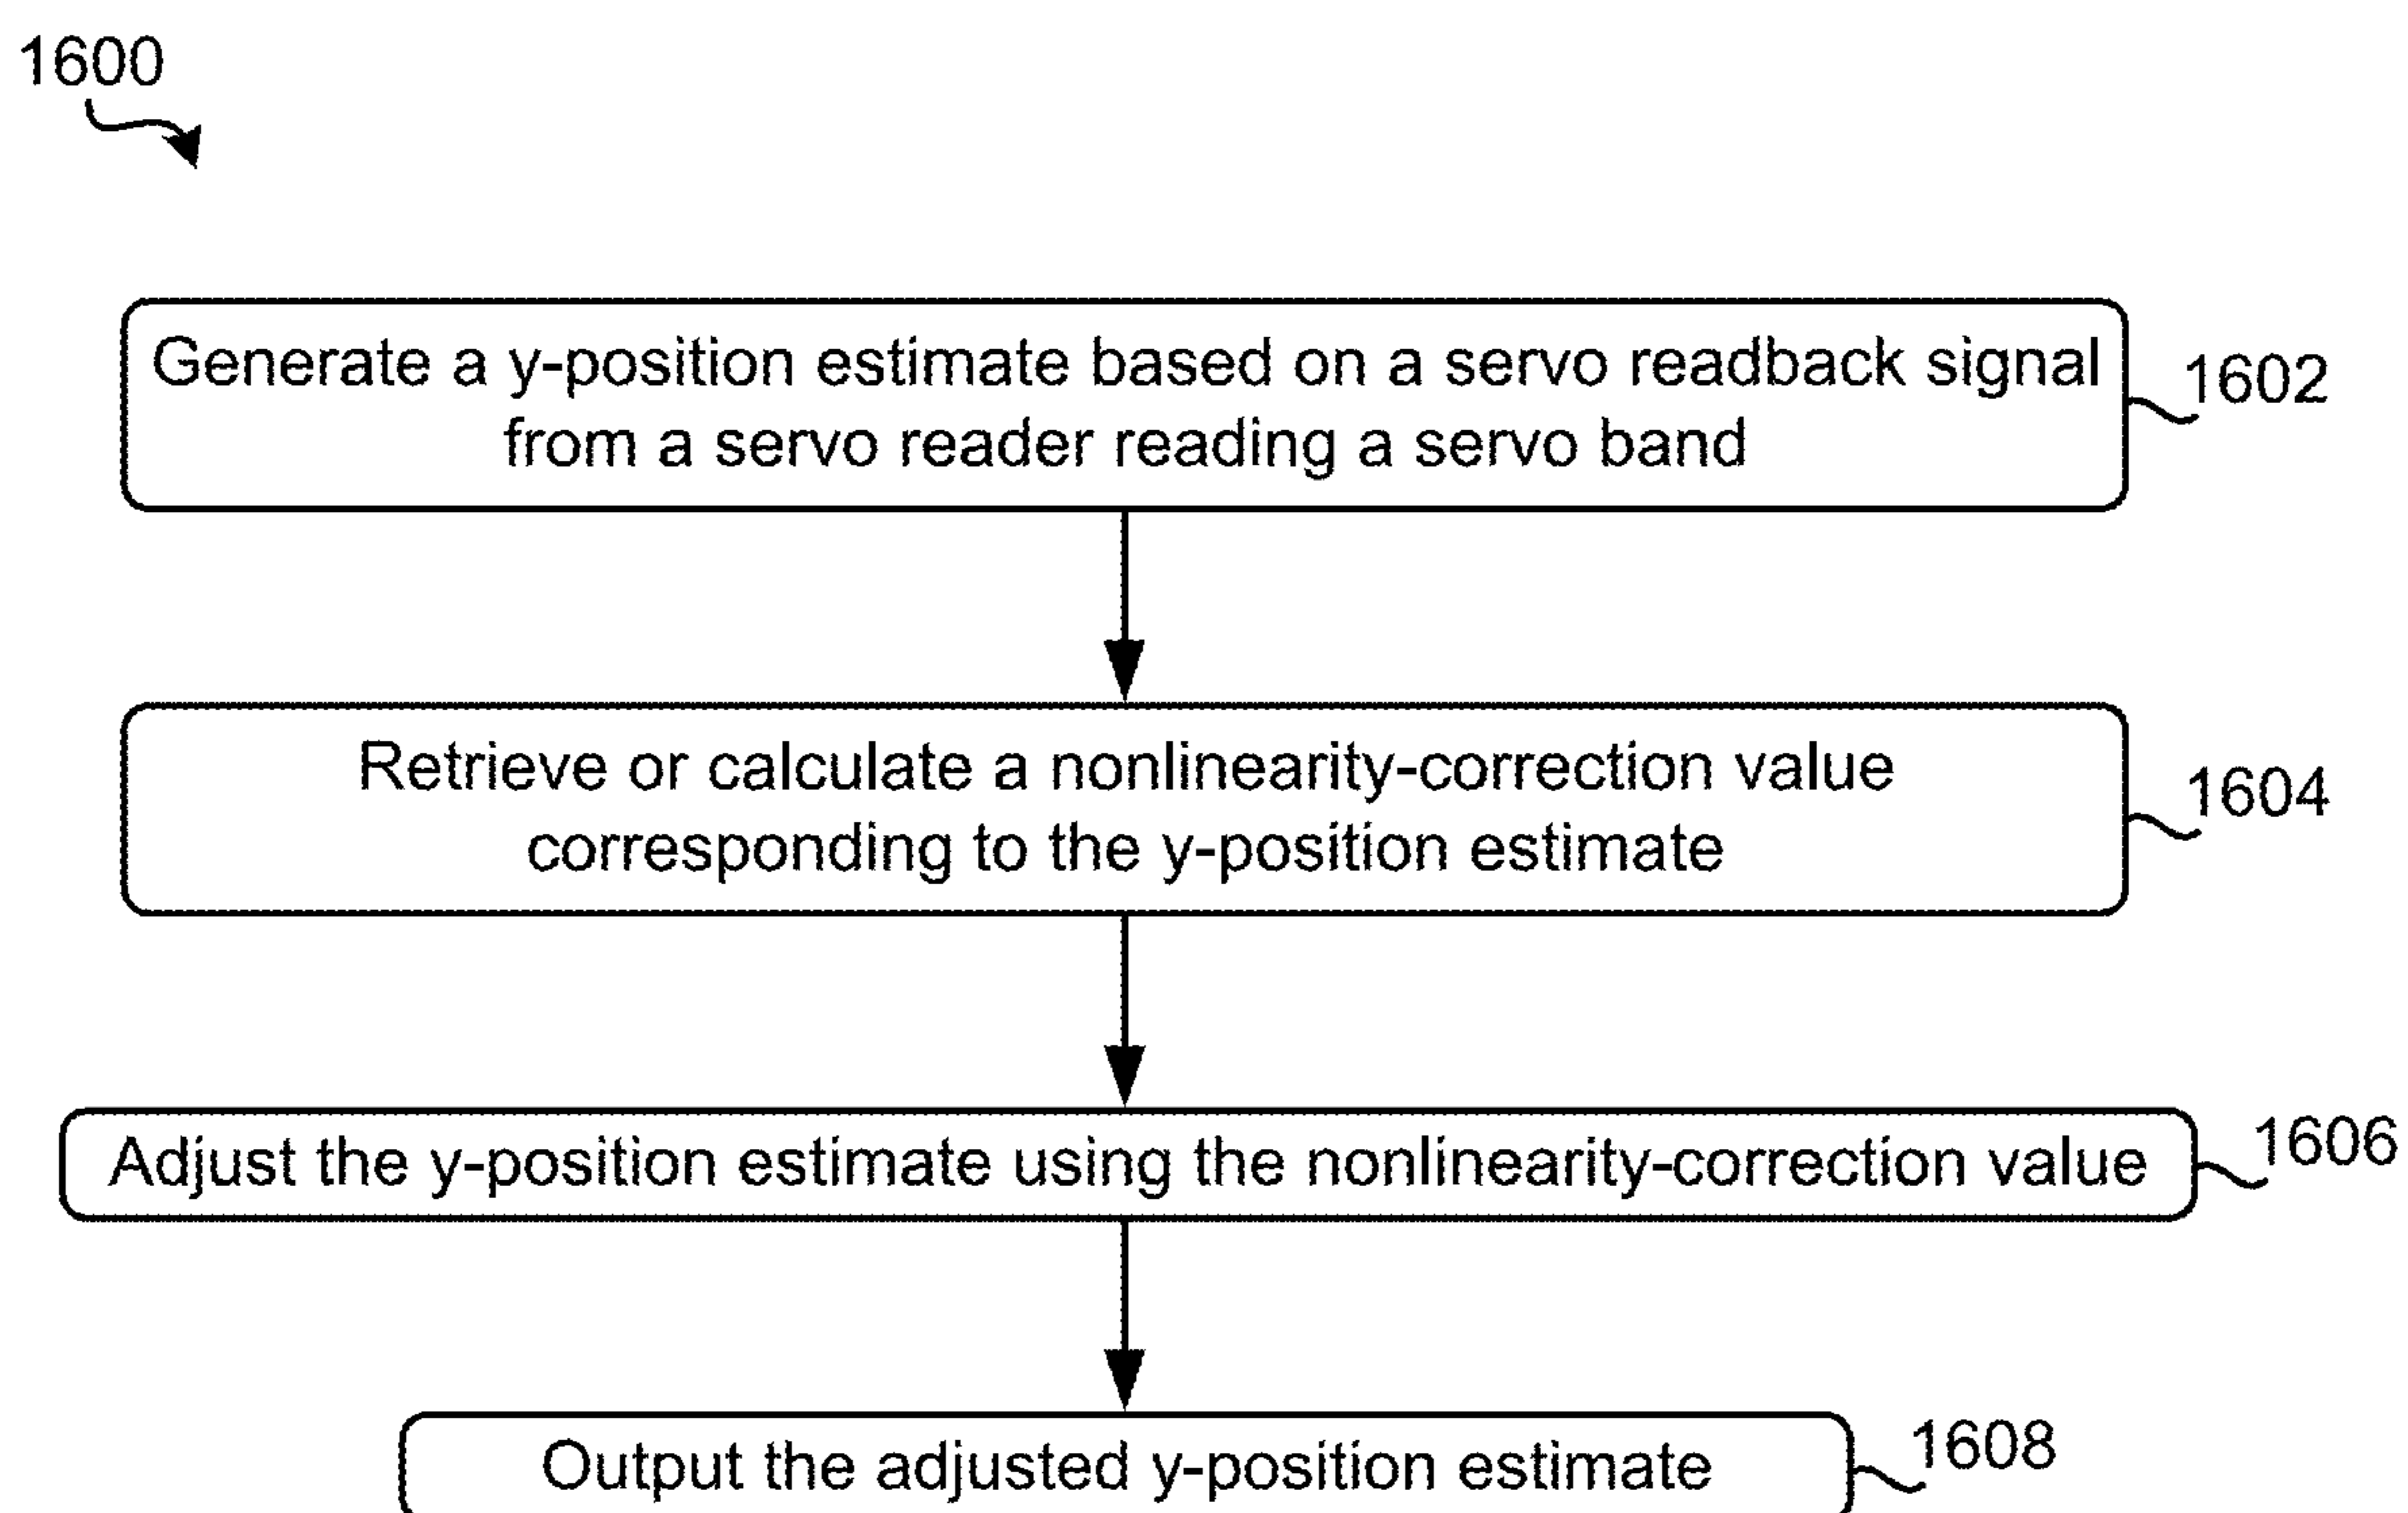 1600
Generate a y-position estimate based on a servo readback signal
from a servo reader reading a servo band
1602
Retrieve or calculate a nonlinearity-correction value
corresponding to the y-position estimate
1604
Adjust the y-position estimate using the nonlinearity-correction value
1606
Output the adjusted y-position estimate
1608